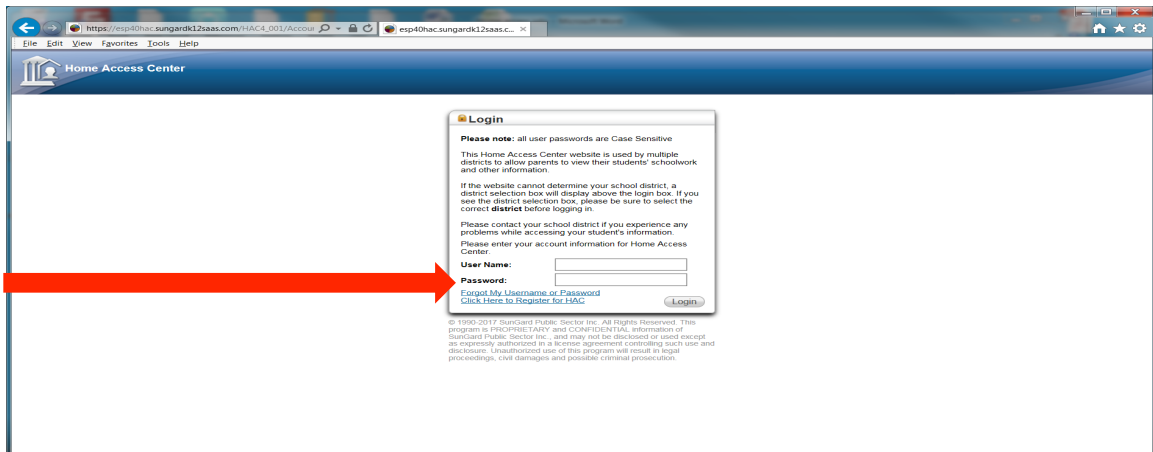 https://esp40hac.sungardk12saas.com/HAC4_001/Accour
esp40hac.sungardk12saas.c...
File Edit View Favorites Tools Help
Home Access Center
Login
Please note: all user passwords are Case Sensitive
This Home Access Center website is used by multiple
districts to allow parents to view their students' schoolwork
and other information.
If the website cannot determine your school district, a
district selection box will display above the login box. If you
see the district selection box, please be sure to select the
correct district before logging in.
Please contact your school district if you experience any
problems while accessing your student's information.
Please enter your account information for Home Access
Center.
User Name:
Password:
Forgot My Username or Password
Click Here to Register for HAC
Login
© 1990-2017 SunGard Public Sector Inc. All Rights Reserved. This
program is PROPRIETARY and CONFIDENTIAL information of
SunGard Public Sector Inc., and may not be disclosed or used except
as expressly authorized in a license agreement controlling such use and
disclosure. Unauthorized use of this program will result in legal
proceedings, civil damages and possible criminal prosecution.